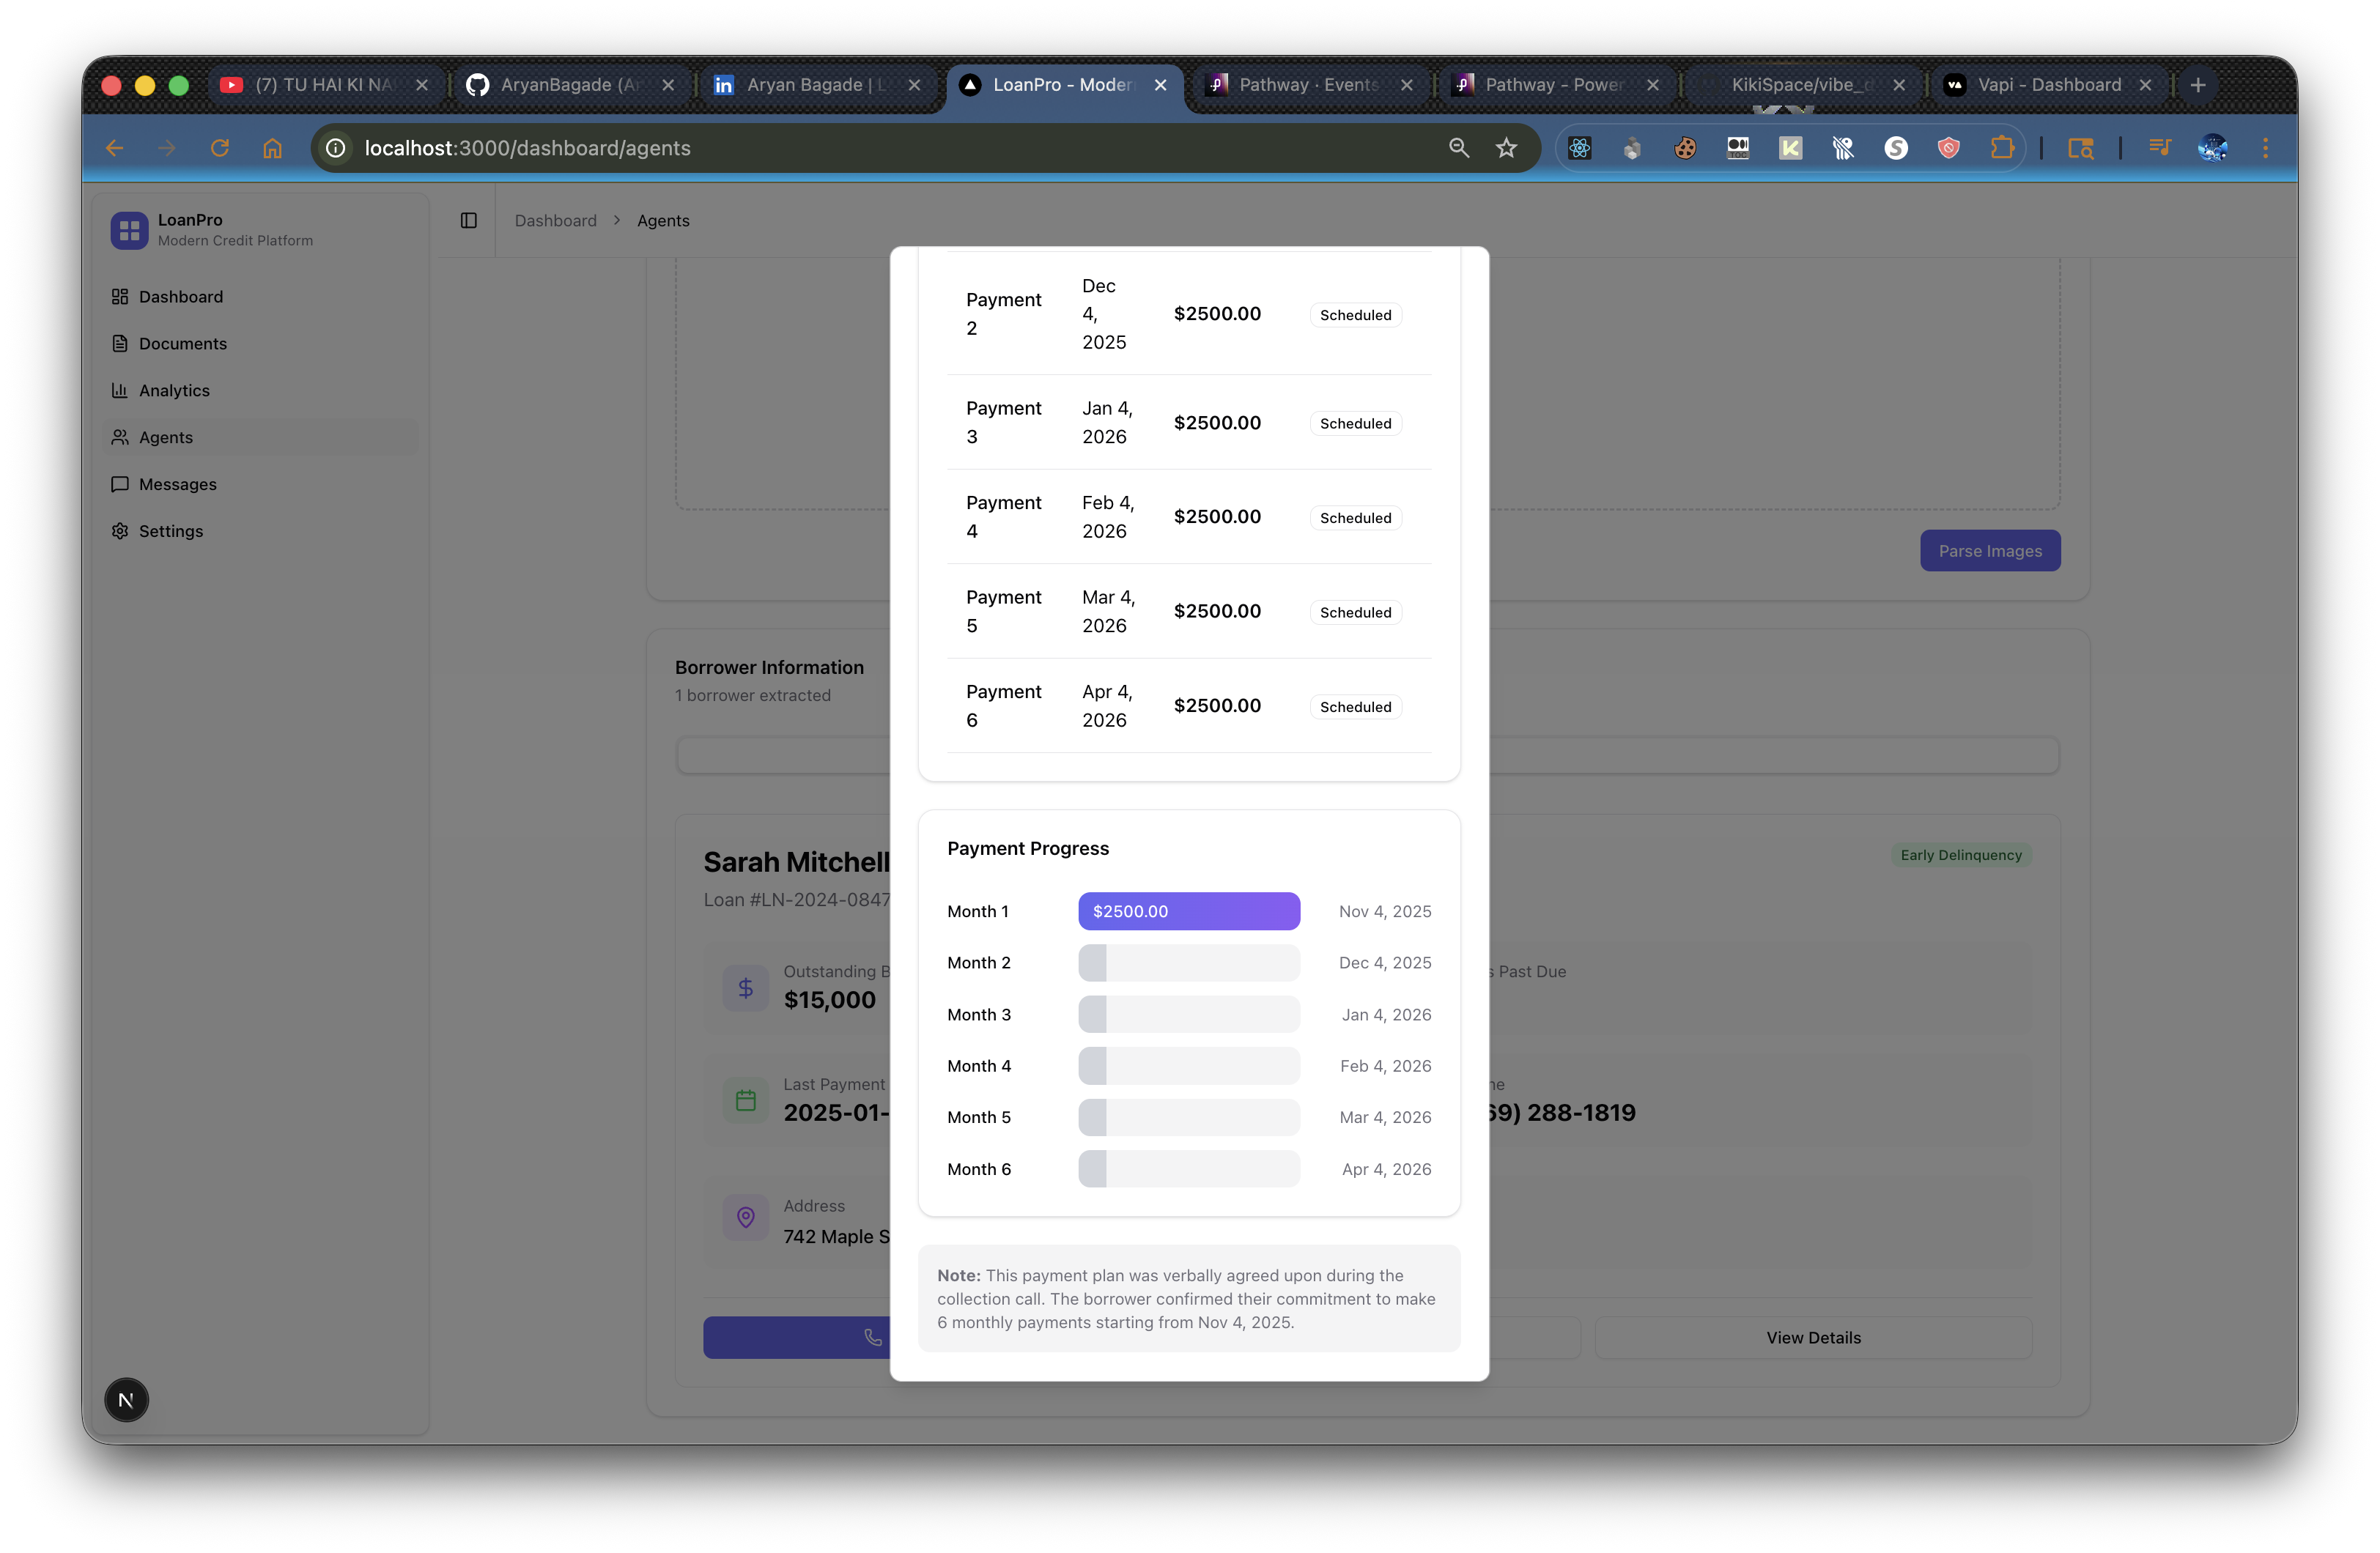 (7) TU HAI KI NA
AryanBagade (Ar
Aryan Bagade | L
LoanPro - Moder
Pathway · Events
Pathway - Power
KikiSpace/vibe_d
Vapi - Dashboard
localhost:3000/dashboard/agents
LoanPro
Modern Credit Platform
Dashboard
Documents
Analytics
Agents
Messages
Settings
Dashboard > Agents
Payment 2
Dec 4, 2025
$2500.00
Scheduled
Payment 3
Jan 4, 2026
$2500.00
Scheduled
Payment 4
Feb 4, 2026
$2500.00
Scheduled
Payment 5
Mar 4, 2026
$2500.00
Scheduled
Payment 6
Apr 4, 2026
$2500.00
Scheduled
Parse Images
Borrower Information
1 borrower extracted
Payment Progress
Month 1
$2500.00
Nov 4, 2025
Month 2
Dec 4, 2025
Month 3
Jan 4, 2026
Month 4
Feb 4, 2026
Month 5
Mar 4, 2026
Month 6
Apr 4, 2026
Note: This payment plan was verbally agreed upon during the
collection call. The borrower confirmed their commitment to make
6 monthly payments starting from Nov 4, 2025.
Sarah Mitchell
Early Delinquency
Loan #LN-2024-0847
Outstanding B
$15,000
s Past Due
Last Payment
2025-01-
ne
69) 288-1819
Address
742 Maple S
View Details
N